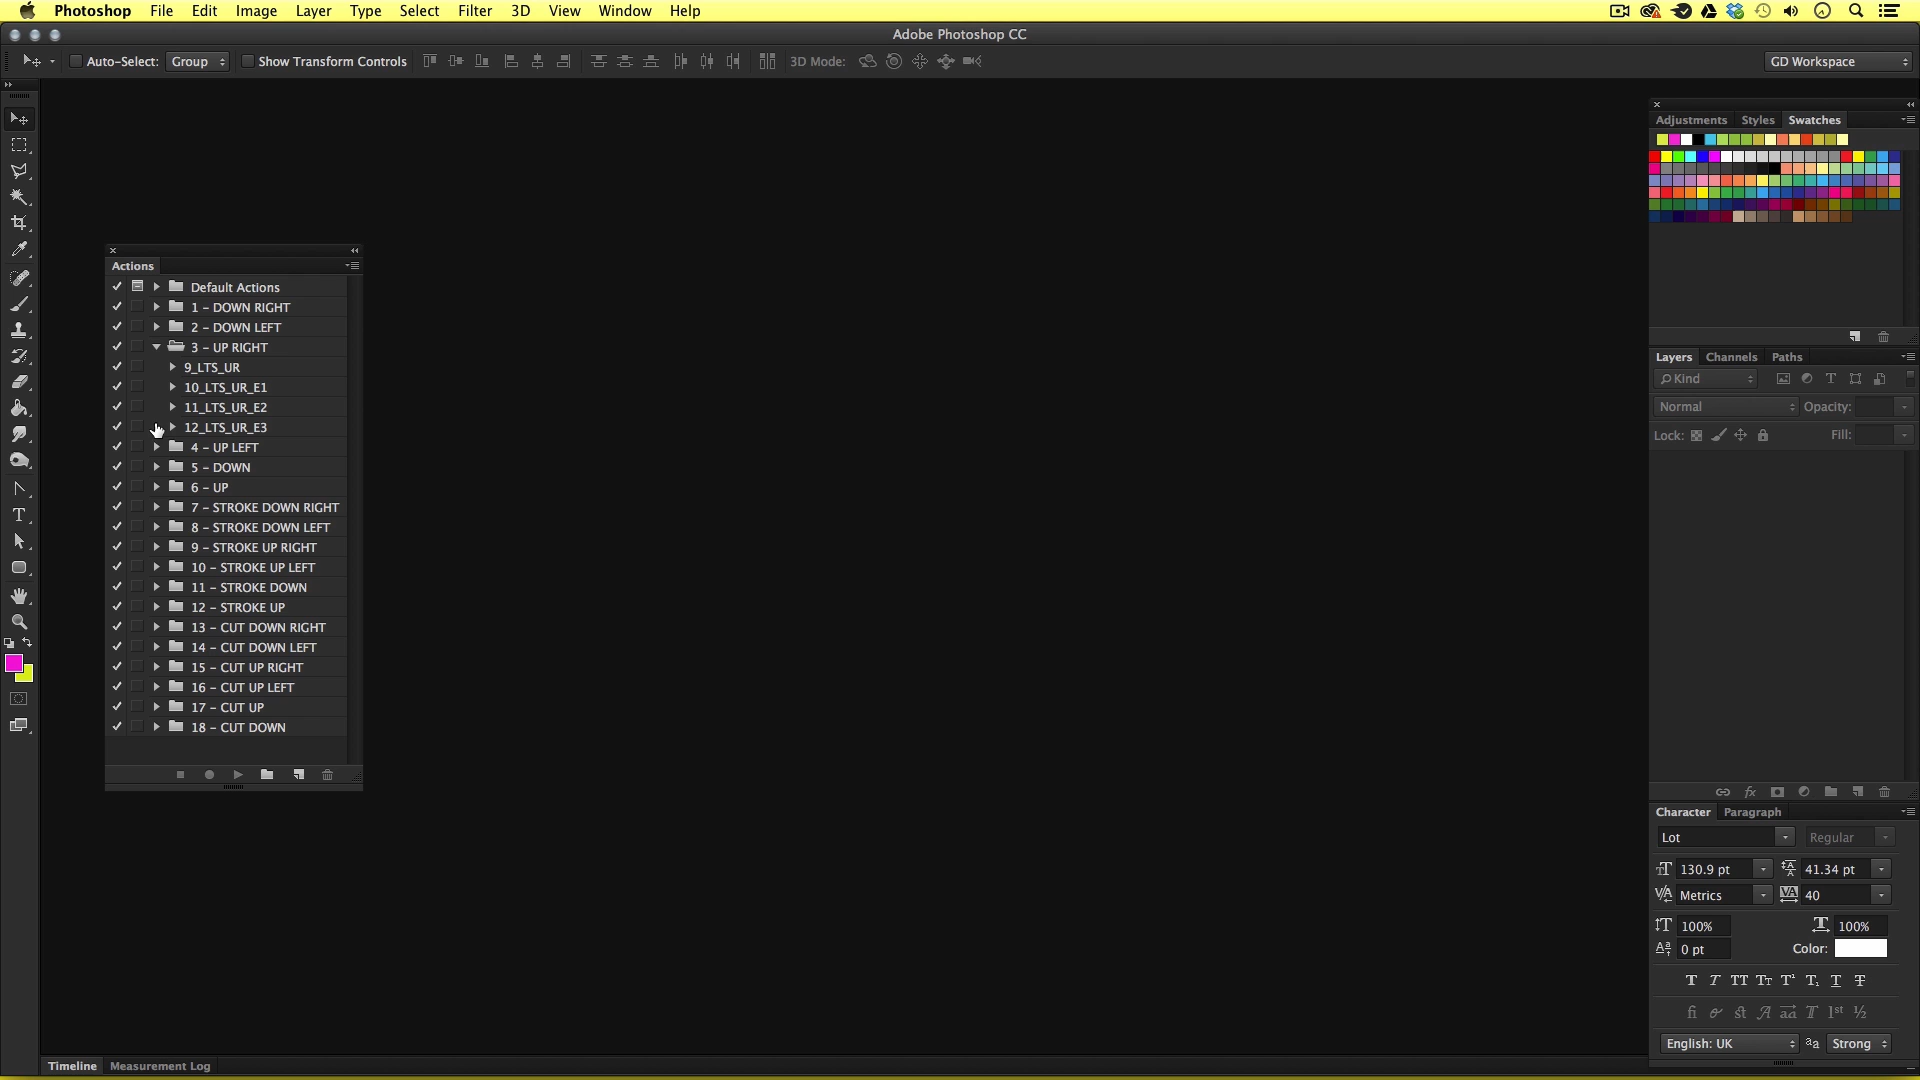 Photoshop File Edit Image Layer Type Select Filter 3D View Window Help
Adobe Photoshop CC
Auto-Select: Group Show Transform Controls 3D Mode: GD Workspace
Adjustments Styles Swatches
Actions
Default Actions
1 - DOWN RIGHT
2 - DOWN LEFT
3 - UP RIGHT
9_LTS_UR
10_LTS_UR_E1
11_LTS_UR_E2
12_LTS_UR_E3
4 - UP LEFT
5 - DOWN
6 - UP
7 - STROKE DOWN RIGHT
8 - STROKE DOWN LEFT
9 - STROKE UP RIGHT
10 - STROKE UP LEFT
11 - STROKE DOWN
12 - STROKE UP
13 - CUT DOWN RIGHT
14 - CUT DOWN LEFT
15 - CUT UP RIGHT
16 - CUT UP LEFT
17 - CUT UP
18 - CUT DOWN
Layers Channels Paths
Kind
Normal Opacity:
Lock: Fill:
Character Paragraph
Lot Regular
130.9 pt 41.34 pt
Metrics 40
100% 100%
0 pt Color:
English: UK Strong
Timeline Measurement Log